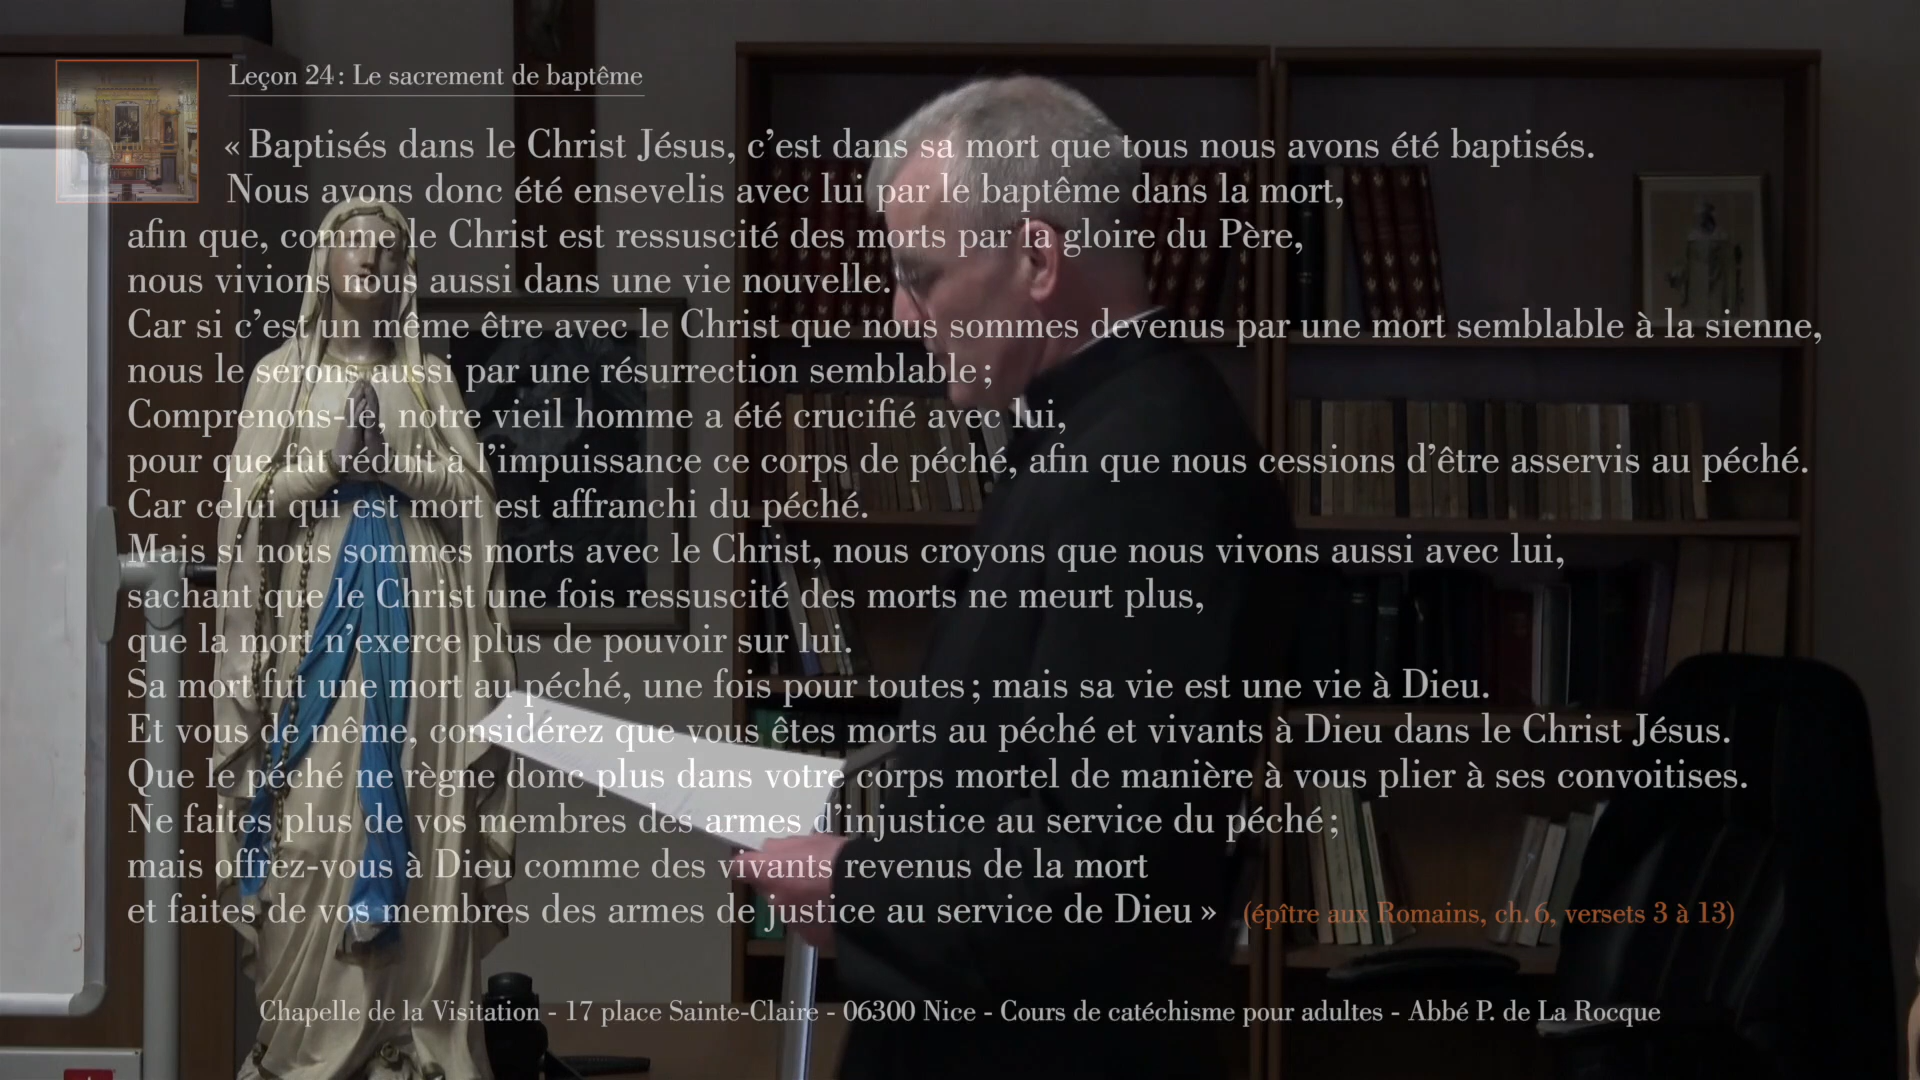 Leçon 24 : Le sacrement de baptême
« Baptisés dans le Christ Jésus, c’est dans sa mort que tous nous avons été baptisés.
Nous avons donc été ensevelis avec lui par le baptême dans la mort,
afin que, comme le Christ est ressuscité des morts par la gloire du Père,
nous vivions nous aussi dans une vie nouvelle.
Car si c’est un même être avec le Christ que nous sommes devenus par une mort semblable à la sienne,
nous le serons aussi par une résurrection semblable ;
Comprenons-le, notre vieil homme a été crucifié avec lui,
pour que fût réduit à l’impuissance ce corps de péché, afin que nous cessions d’être asservis au péché.
Car celui qui est mort est affranchi du péché.
Mais si nous sommes morts avec le Christ, nous croyons que nous vivons aussi avec lui,
sachant que le Christ une fois ressuscité des morts ne meurt plus,
que la mort n’exerce plus de pouvoir sur lui.
Sa mort fut une mort au péché, une fois pour toutes ; mais sa vie est une vie à Dieu.
Et vous de même, considérez que vous êtes morts au péché et vivants à Dieu dans le Christ Jésus.
Que le péché ne règne donc plus dans votre corps mortel de manière à vous plier à ses convoitises.
Ne faites plus de vos membres des armes d’injustice au service du péché ;
mais offrez-vous à Dieu comme des vivants revenus de la mort
et faites de vos membres des armes de justice au service de Dieu » (épître aux Romains, ch. 6, versets 3 à 13)
Chapelle de la Visitation - 17 place Sainte-Claire - 06300 Nice - Cours de catéchisme pour adultes - Abbé P. de La Rocque